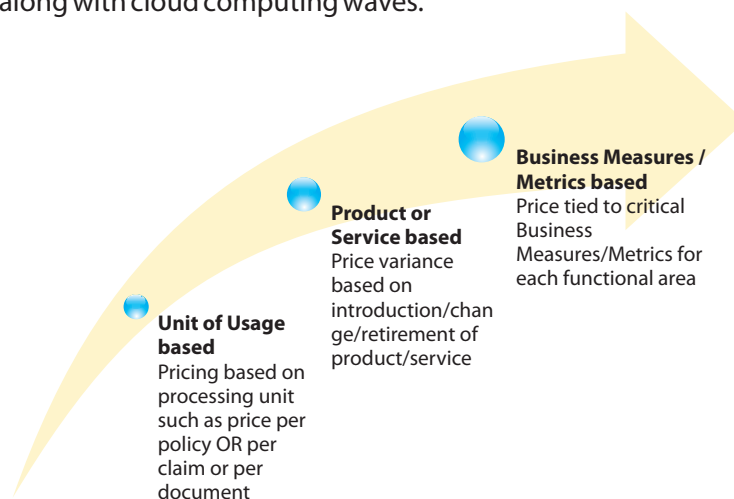 along with cloud computing waves.
Unit of Usage
based
Pricing based on
processing unit
such as price per
policy OR per
claim or per
document
Product or
Service based
Price variance
based on
introduction/chan
ge/retirement of
product/service
Business Measures /
Metrics based
Price tied to critical
Business
Measures/Metrics for
each functional area